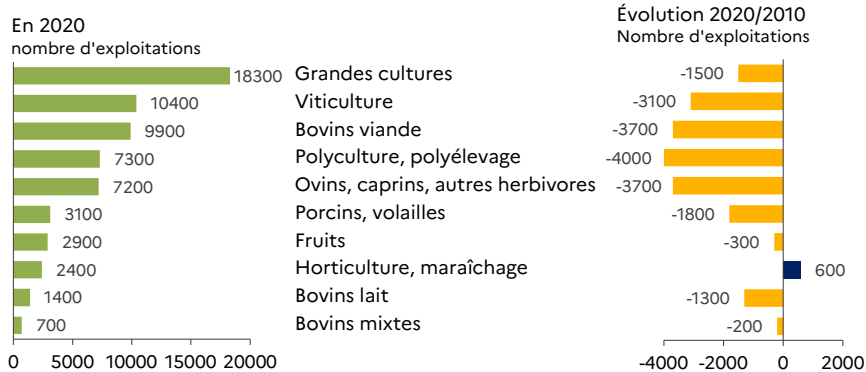 En 2020
nombre d'exploitations
Évolution 2020/2010
Nombre d'exploitations
18300 Grandes cultures -1500
10400 Viticulture -3100
9900 Bovins viande -3700
7300 Polyculture, polyélevage -4000
7200 Ovins, caprins, autres herbivores -3700
3100 Porcins, volailles -1800
2900 Fruits -300
2400 Horticulture, maraîchage 600
1400 Bovins lait -1300
700 Bovins mixtes -200
0 5000 10000 15000 20000
-4000 -2000 0 2000